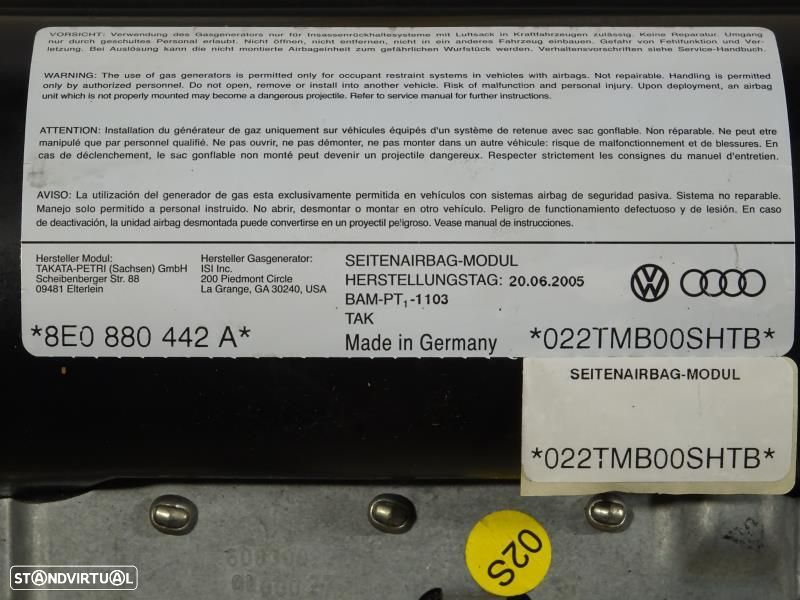 VORSICHT: Verwendung des Gasgenerators nur für Insassenrückhaltesysteme mit Luftsack in Kraftfahrzeugen zulässig. Keine Reparatur. Umgang
nur durch geschultes Personal erlaubt. Nicht öffnen, nicht entfernen, nicht in ein anderes Fahrzeug einbauen. Gefahr von Fehlfunktion und Ver-
letzung. Bei Auslösung kann die nicht montierte Airbageinheit zum gefährlichen Wurfstück werden. Verhaltensvorschriften siehe Service-Handbuch.
WARNING: The use of gas generators is permitted only for occupant restraint systems in vehicles with airbags. Not repairable. Handling is permitted
only by authorized personnel. Do not open, remove or install into another vehicle. Risk of malfunction and personal injury. Upon deployment, an airbag
unit which is not properly mounted may become a dangerous projectile. Refer to service manual for further instructions.
ATTENTION: Installation du générateur de gaz uniquement sur véhicules équipés d'un système de retenue avec sac gonflable. Non réparable. Ne peut etre
manipulé que par personnel qualifié. Ne pas ouvrir, ne pas démonter, ne pas monter dans un autre véhicule: risque de malfonctionnement et de blessures. En
cas de déclenchement, le sac gonflable non monté peut devenir un projectile dangereux. Respecter strictement les consignes du manuel d'entretien.
AVISO: La utilización del generador de gas esta exclusivamente permitida en vehículos con sistemas airbag de seguridad pasiva. Sistema no reparable.
Manejo solo permitido a personal instruido. No abrir, desmontar o montar en otro vehículo. Peligro de funcionamiento defectuoso y de lesión. En caso
de deactivación, la unidad airbag desmontada puede convertirse en un proyectil peligroso. Vease manual de instrucciones.
Hersteller Modul:
TAKATA-PETRI (Sachsen) GmbH
Scheibenberger Str. 88
09481 Elterlein
Hersteller Gasgenerator:
ISI Inc.
200 Piedmont Circle
La Grange, GA 30240, USA
SEITENAIRBAG-MODUL
HERSTELLUNGSTAG: 20.06.2005
BAM-PT₁-1103
TAK
Made in Germany
*8E0 880 442 A*
*022TMB00SHTB*
SEITENAIRBAG-MODUL
*022TMB00SHTB*
02S
STANDVIRTUAL